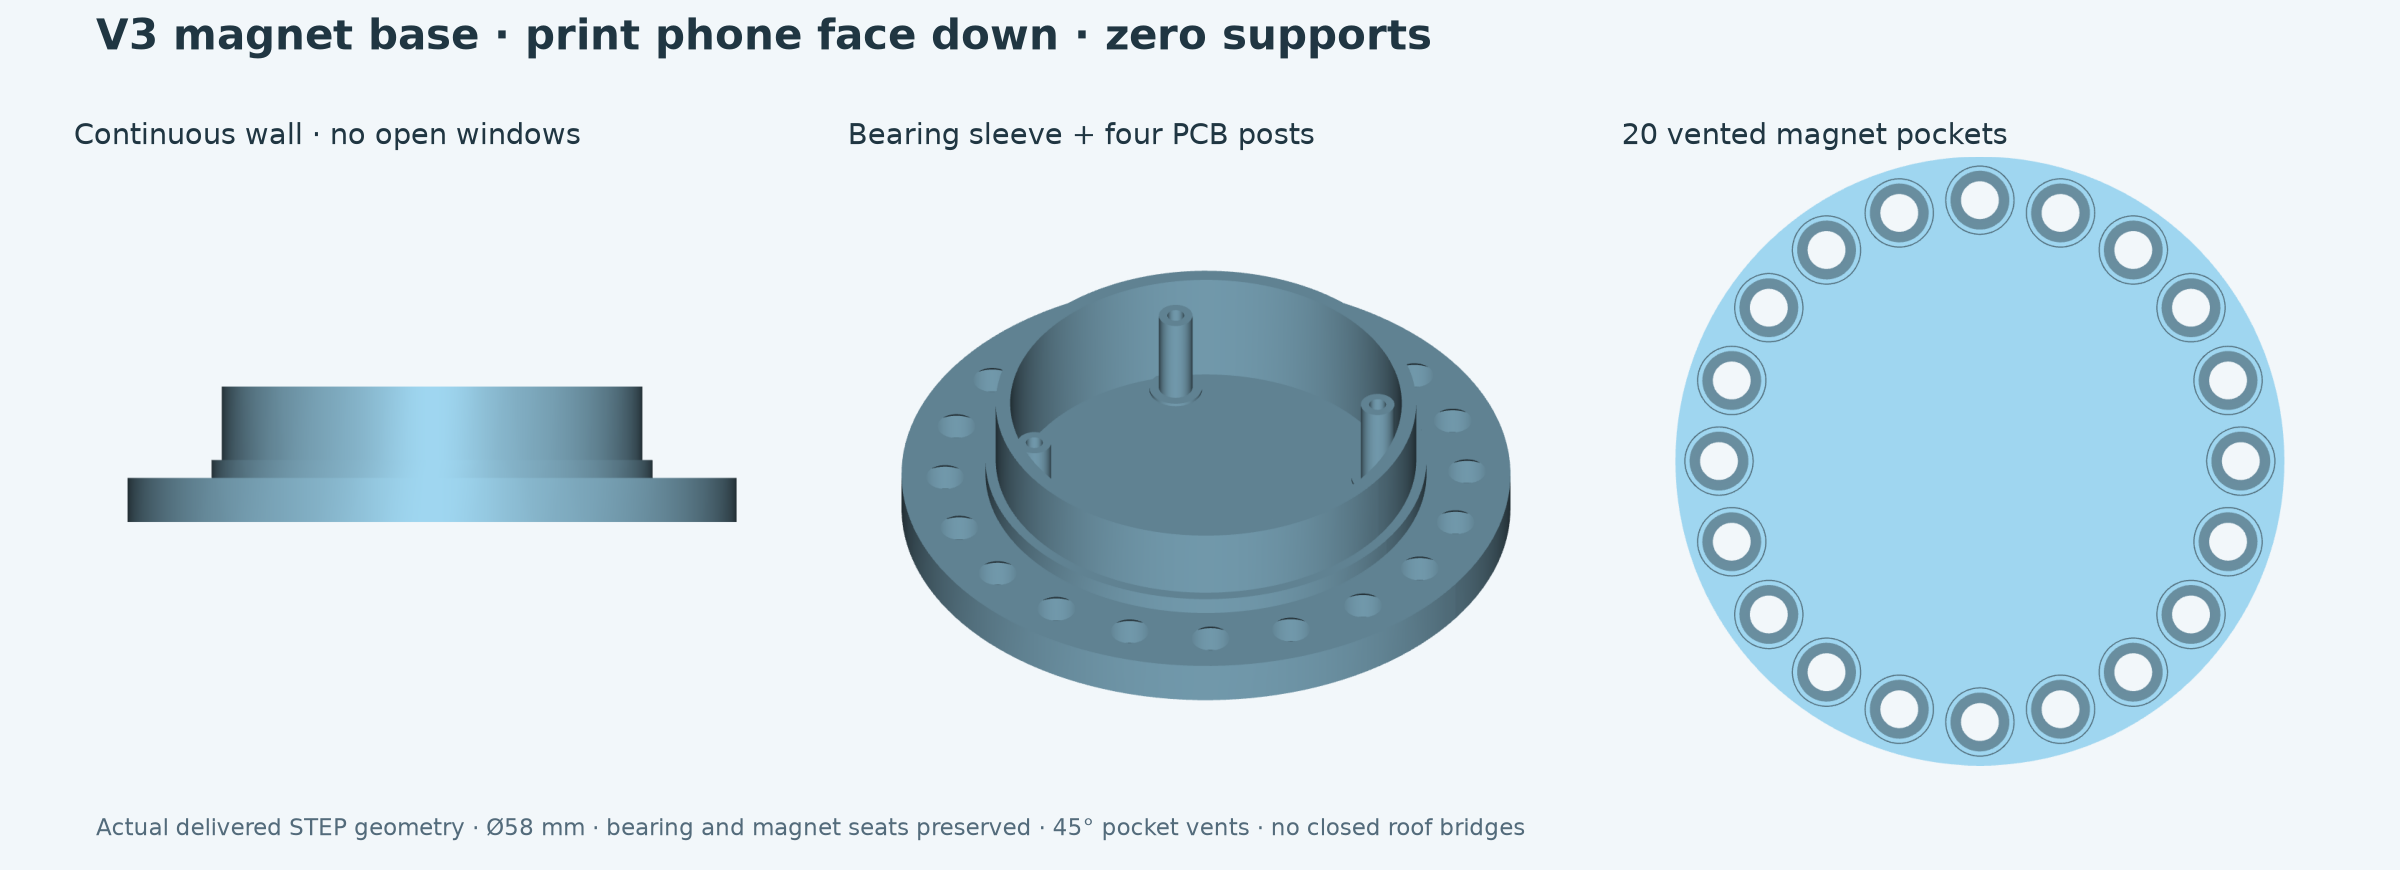 V3 magnet base · print phone face down · zero supports
Continuous wall · no open windows
Bearing sleeve + four PCB posts
20 vented magnet pockets
Actual delivered STEP geometry · Ø58 mm · bearing and magnet seats preserved · 45° pocket vents · no closed roof bridges